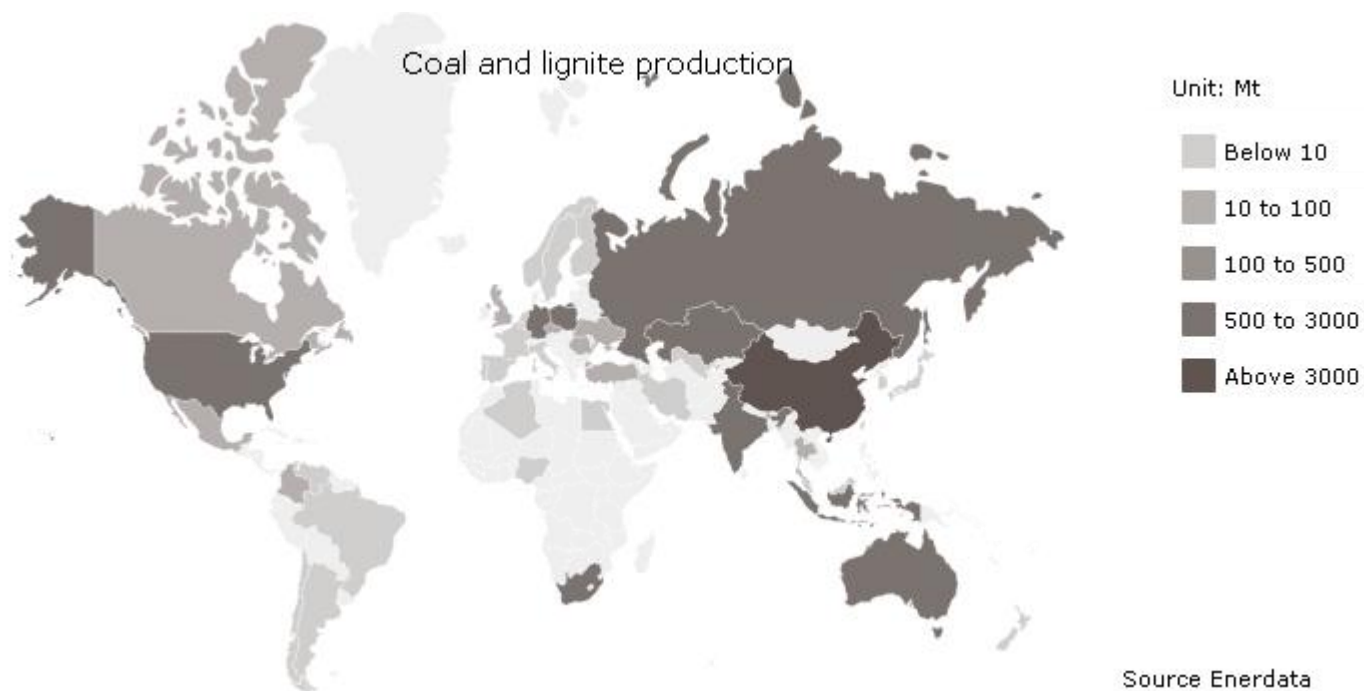 Coal and lignite production
Unit: Mt
Below 10
10 to 100
100 to 500
500 to 3000
Above 3000
Source Enerdata